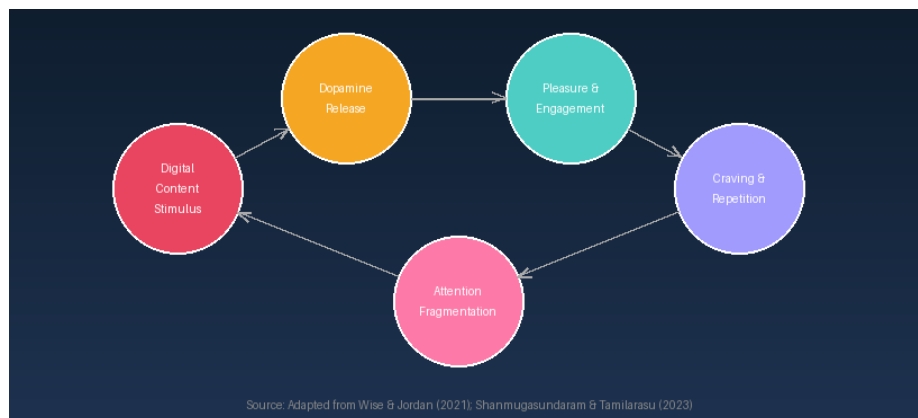 Dopamine
Release
Pleasure &
Engagement
Digital
Content
Stimulus
Craving &
Repetition
Attention
Fragmentation
Source: Adapted from Wise & Jordan (2021); Shanmugasundaram & Tamilarasu (2023)